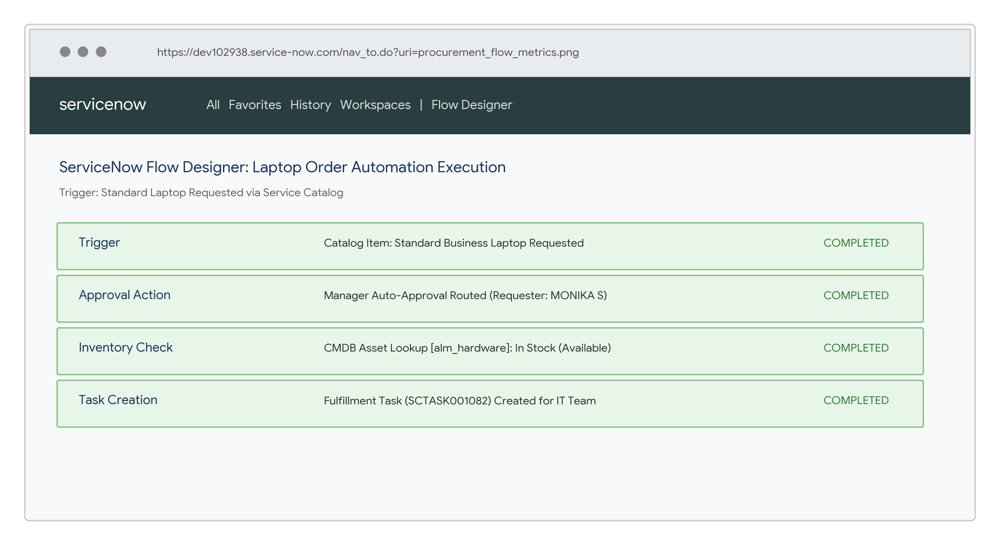 https://dev102938.service-now.com/nav_to.do?uri=procurement_flow_metrics.png
servicenow All Favorites History Workspaces | Flow Designer
ServiceNow Flow Designer: Laptop Order Automation Execution
Trigger: Standard Laptop Requested via Service Catalog
Trigger Catalog Item: Standard Business Laptop Requested COMPLETED
Approval Action Manager Auto-Approval Routed (Requester: MONIKA S) COMPLETED
Inventory Check CMDB Asset Lookup [alm_hardware]: In Stock (Available) COMPLETED
Task Creation Fulfillment Task (SCTASK001082) Created for IT Team COMPLETED